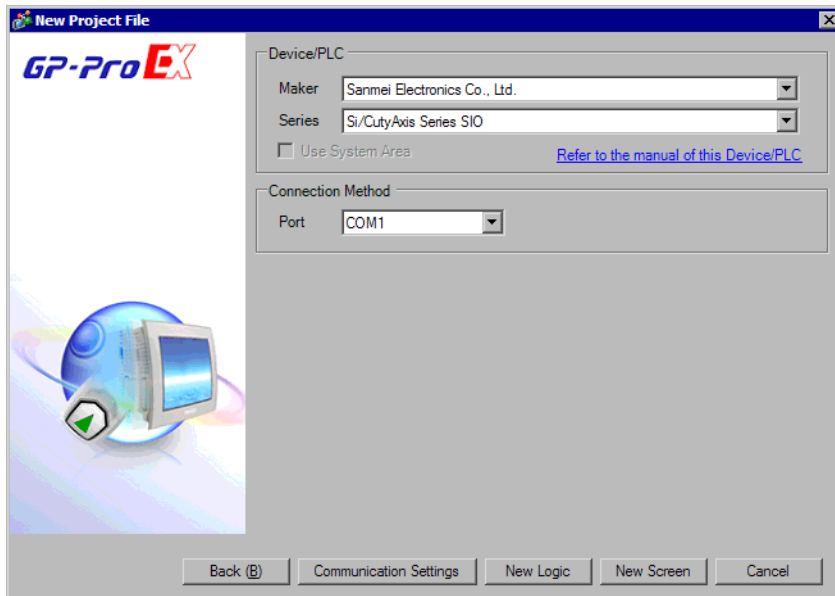 New Project File
GP-Pro EX
Device/PLC
Maker Sanmei Electronics Co., Ltd.
Series Si/CutyAxis Series SIO
Use System Area Refer to the manual of this Device/PLC
Connection Method
Port COM1
Back (B) Communication Settings New Logic New Screen Cancel